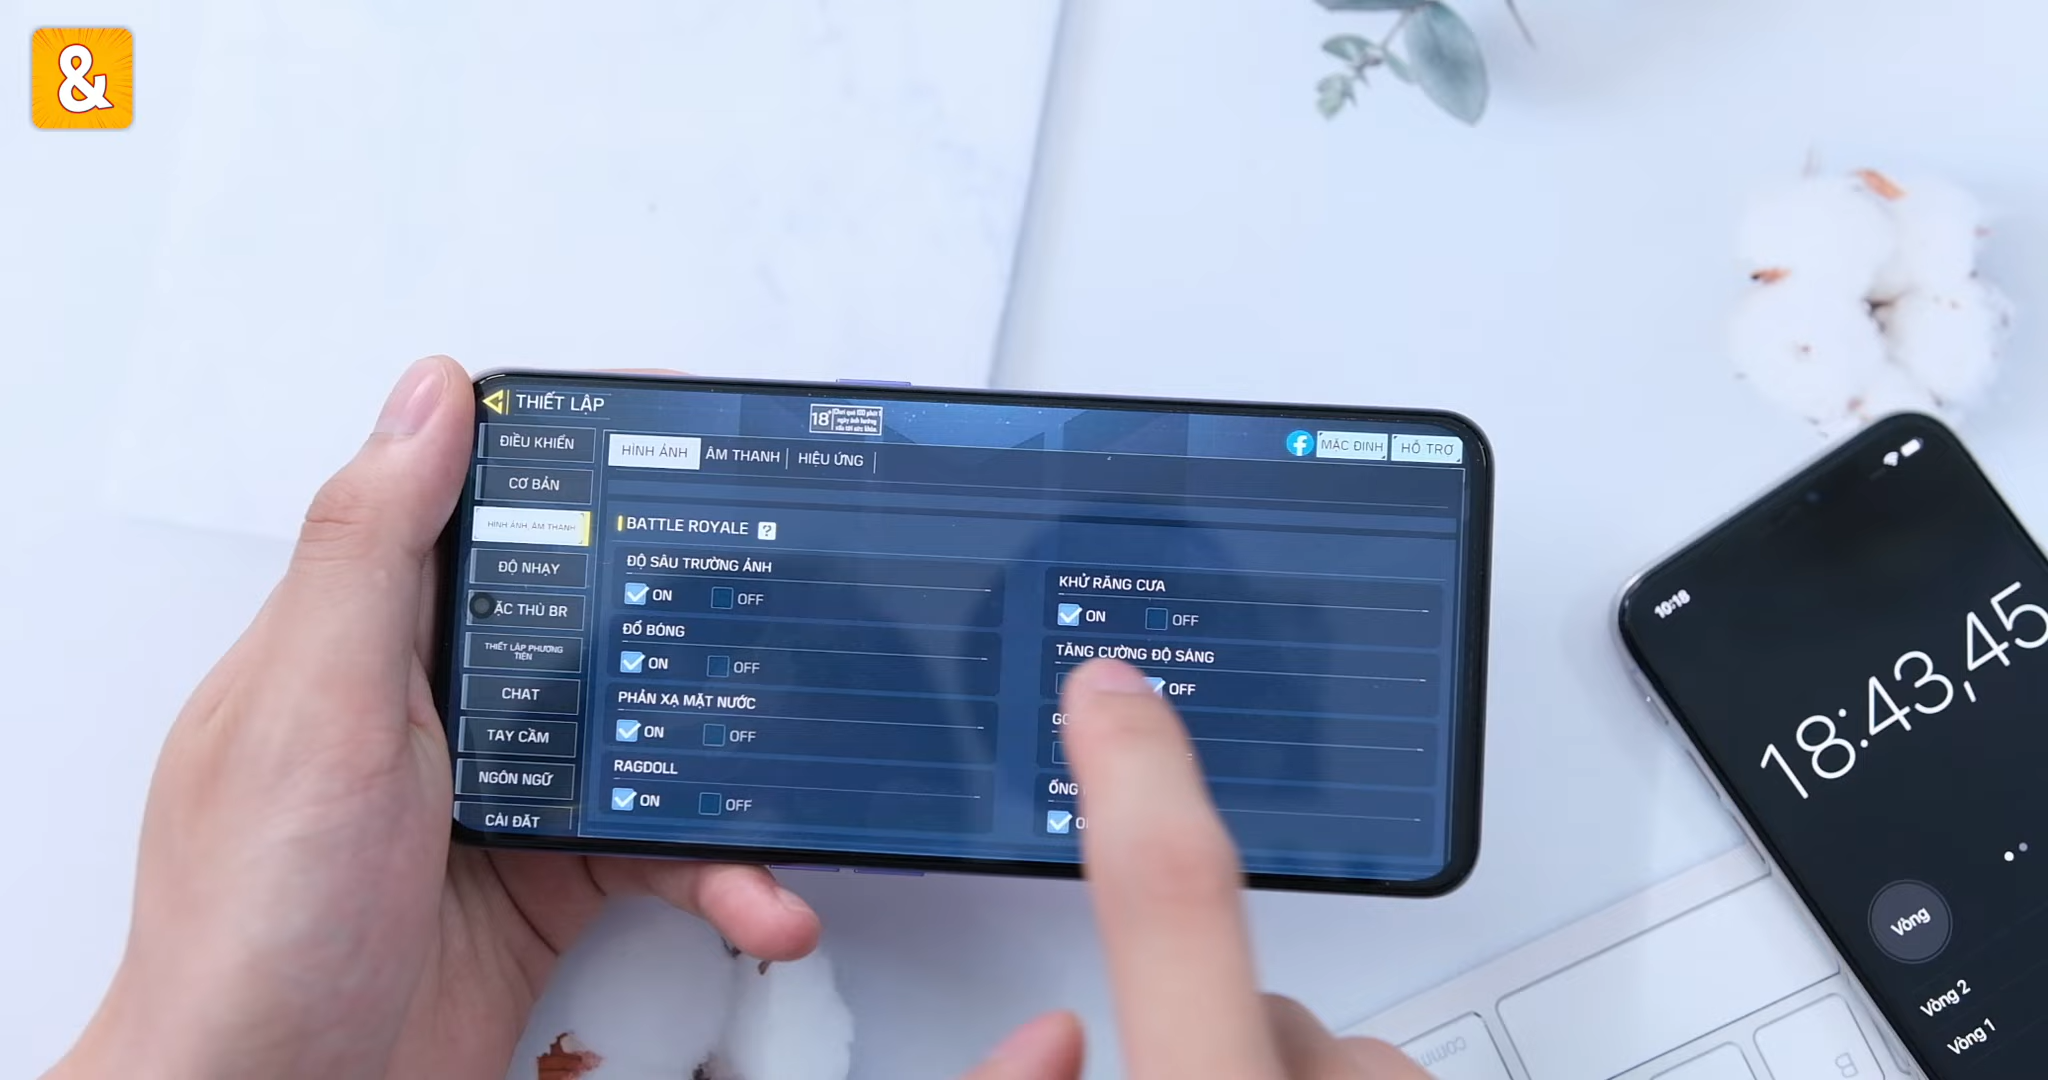 &
THIẾT LẬP
18+
MẶC ĐỊNH
HỖ TRỢ
HÌNH ẢNH
ÂM THANH
HIỆU ỨNG
ĐIỀU KHIỂN
CƠ BẢN
HÌNH ẢNH, ÂM THANH
ĐỘ NHẠY
ẶC THÙ BR
THIẾT LẬP PHƯƠNG
TIỆN
CHAT
TAY CẦM
NGÔN NGỮ
CÀI ĐẶT
BATTLE ROYALE ?
ĐỘ SÂU TRƯỜNG ẢNH
ON OFF
ĐỔ BÓNG
ON OFF
PHẢN XẠ MẶT NƯỚC
ON OFF
RAGDOLL
ON OFF
KHỬ RĂNG CƯA
ON OFF
TĂNG CƯỜNG ĐỘ SÁNG
OFF
ỐNG
10:18
18:43,45
Vòng
Vòng 2
Vòng 1
B